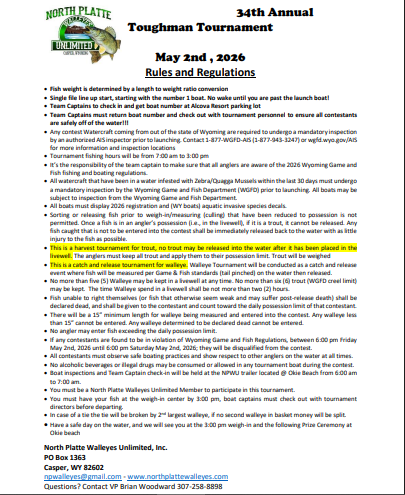 NORTH PLATTE
WALLEYES
UNLIMITED
CASPER, WYOMING
34th Annual
Toughman Tournament
May 2nd , 2026
Rules and Regulations
• Fish weight is determined by a length to weight ratio conversion
• Single file line up start, starting with the number 1 boat. No wake until you are past the launch boat!
• Team Captains to check in and get boat number at Alcova Resort parking lot
• Team Captains must return boat number and check out with tournament personnel to ensure all contestants
are safely off of the water!!!
• Any contest Watercraft coming from out of state of Wyoming are required to undergo a mandatory inspection
by an authorized AIS inspector prior to launching. Contact 1-877-WGFD-AIS (1-877-943-3247) or wgfd.wyo.gov/AIS
for more information and inspection locations
• Tournament fishing hours will be from 7:00 am to 3:00 pm
• It's the responsibility of the team captain to make sure that all anglers are aware of the 2026 Wyoming Game and
Fish fishing and boating regulations.
• All watercraft that have been in a water infested with Zebra/Quagga Mussels within the last 30 days must undergo
a mandatory inspection by the Wyoming Game and Fish Department (WGFD) prior to launching. All boats may be
subject to inspection from the Wyoming Game and Fish Department.
• All boats must display 2026 registration and (WY boats) aquatic invasive species decals.
• Sorting or releasing fish prior to weigh-in/measuring (culling) that have been reduced to possession is not
permitted. Once a fish is in an angler's possession (i.e., in the livewell), if it is a trout, it cannot be released. Any
fish caught that is not to be entered into the contest shall be immediately released back to the water with as little
injury to the fish as possible.
• This is a harvest tournament for trout, no trout may be released into the water after it has been placed in the
livewell. The anglers must keep all trout and apply them to their possession limit. Trout will be weighed
• This is a catch and release tournament for walleye. Walleye Tournament will be conducted as a catch and release
event where fish will be measured per Game & Fish standards (tail pinched) on the water then released.
• No more than five (5) Walleye may be kept in a livewell at any time. No more than six (6) trout (WGFD creel limit)
may be kept. The time Walleye spend in a livewell shall be not more than two (2) hours.
• Fish unable to right themselves (or fish that otherwise seem weak and may suffer post-release death) shall be
declared dead, and shall be given to the contestant and count toward the daily possession limit of that contestant.
• There will be a 15" minimum length for walleye being measured and entered into the contest. Any walleye less
than 15" cannot be entered. Any walleye determined to be declared dead cannot be entered.
• No angler may enter fish exceeding the daily possession limit.
• If any contestants are found to be in violation of Wyoming Game and Fish Regulations, between 6:00 pm Friday
May 2nd, 2026 until 6:00 pm Saturday May 2nd, 2026; they will be disqualified from the contest.
• All contestants must observe safe boating practices and show respect to other anglers on the water at all times.
• No alcoholic beverages or illegal drugs may be consumed or allowed in any tournament boat during the contest.
• Boat inspections and Team Captain check-in will be held at the NPWU trailer located @ Okie Beach from 6:00 am
to 7:00 am.
• You must be a North Platte Walleyes Unlimited Member to participate in this tournament.
• You must have your fish at the weigh-in center by 3:00 pm, boat captains must check out with tournament
directors before departing.
• In case of a tie the tie will be broken by 2nd largest walleye, if no second walleye in basket money will be split.
• Have a safe day on the water, and we will see you at the 3:00 pm weigh-in and the following Prize Ceremony at
Okie beach
North Platte Walleyes Unlimited, Inc.
PO Box 1363
Casper, WY 82602
npwalleyes@gmail.com - www.northplattewalleyes.com
Questions? Contact VP Brian Woodward 307-258-8898